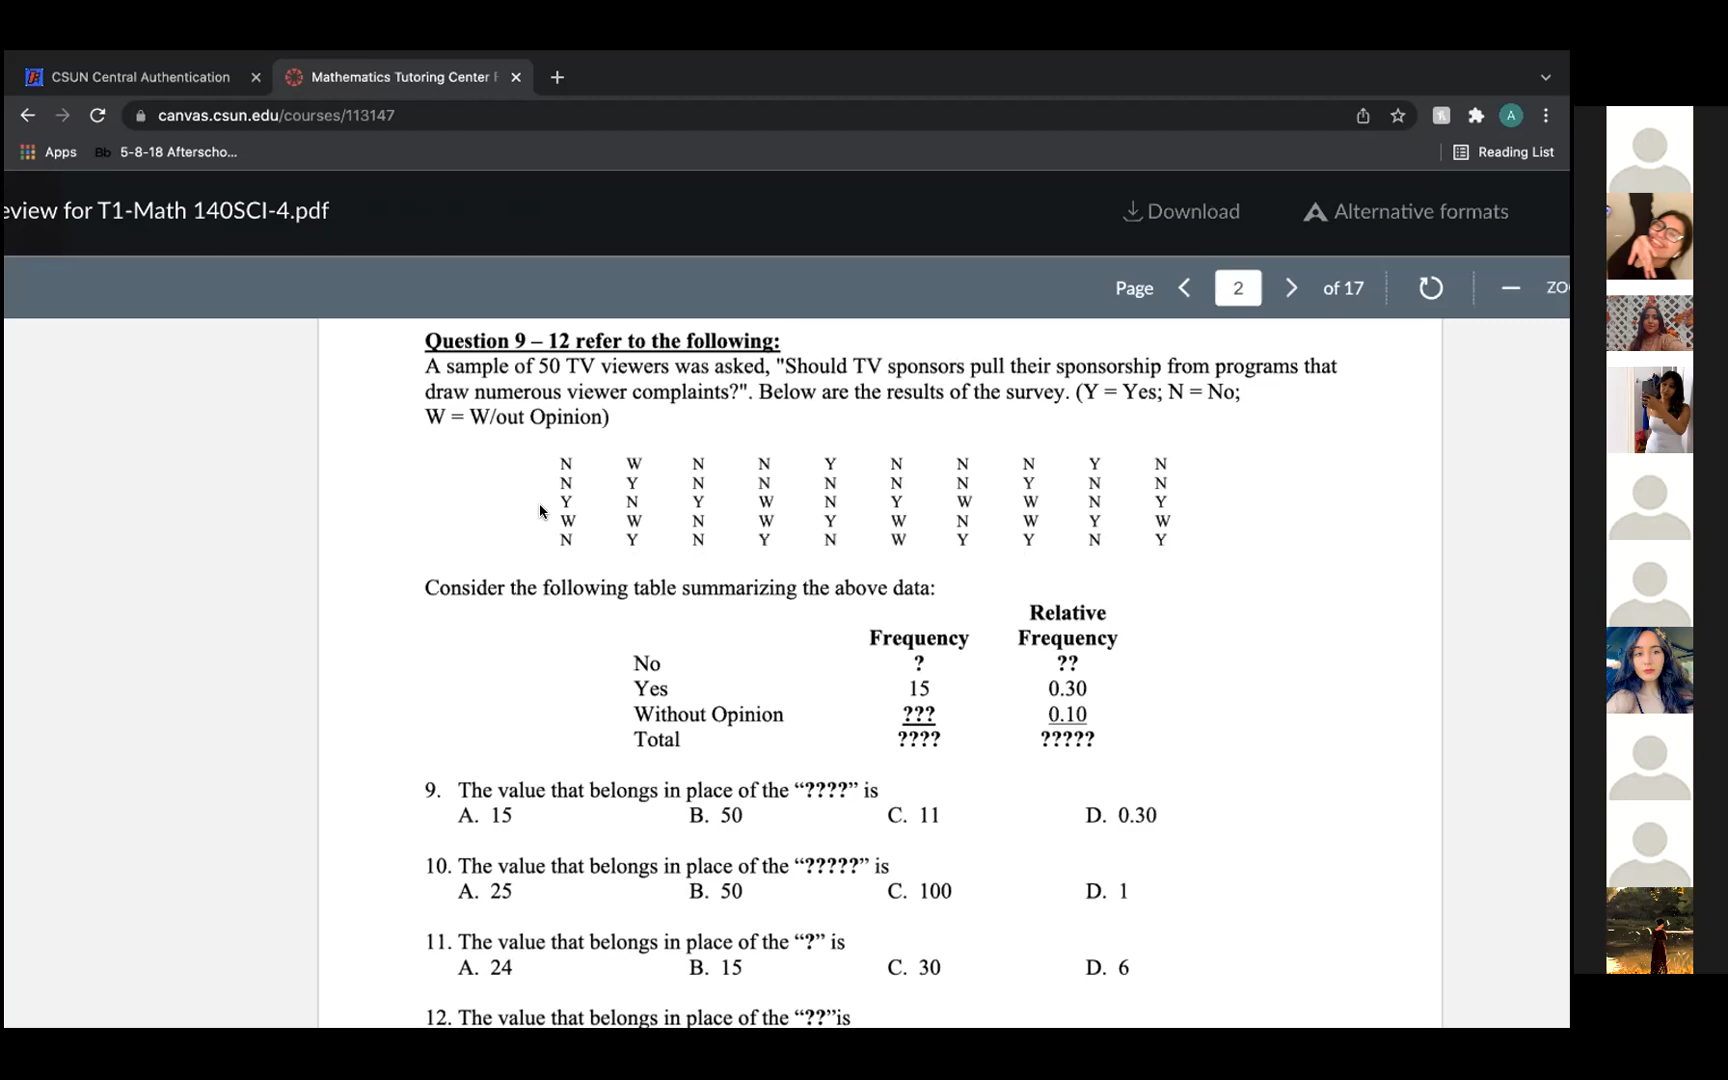 CSUN Central Authentication
Mathematics Tutoring Center
canvas.csun.edu/courses/113147
A
Apps
Bb 5-8-18 Afterscho...
Reading List
eview for T1-Math 140SCI-4.pdf
Download
Alternative formats
Page 2 of 17
ZO
Question 9 – 12 refer to the following:
A sample of 50 TV viewers was asked, "Should TV sponsors pull their sponsorship from programs that
draw numerous viewer complaints?". Below are the results of the survey. (Y = Yes; N = No;
W = W/out Opinion)
N W N N Y N N N Y N
N Y N N N N N Y N N
Y N Y W N Y W W N Y
W W N W Y W N W Y W
N Y N Y N W Y Y N Y
Consider the following table summarizing the above data:
Relative
Frequency Frequency
No ? ??
Yes 15 0.30
Without Opinion ??? 0.10
Total ???? ?????
9. The value that belongs in place of the “????” is
A. 15 B. 50 C. 11 D. 0.30
10. The value that belongs in place of the “?????” is
A. 25 B. 50 C. 100 D. 1
11. The value that belongs in place of the “?” is
A. 24 B. 15 C. 30 D. 6
12. The value that belongs in place of the “??”is